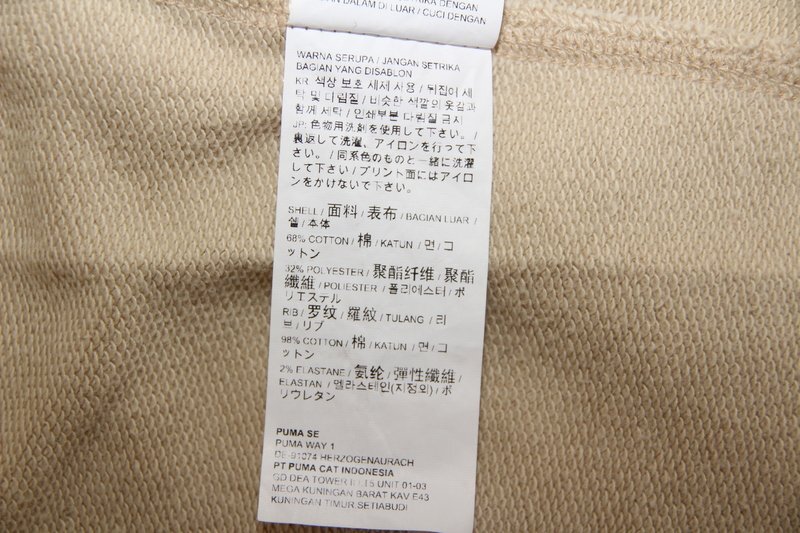 SETRIKA DENGAN
BAGIAN DALAM DI LUAR / CUCI DENGAN
WARNA SERUPA / JANGAN SETRIKA
BAGIAN YANG DISABLON
KR: 색상 보호 세제 사용 / 뒤집어 세
탁 및 다림질 / 비슷한 색깔의 옷감과
함께 세탁 / 인쇄부분 다림질 금지
JP: 色物用洗剤を使用して下さい。 /
裏返して洗濯、アイロンを行って下
さい。 / 同系色のものと一緒に洗濯
して下さい / プリント面にはアイロ
ンをかけないで下さい。
SHELL / 面料 / 表布 / BAGIAN LUAR /
쉘 / 本体
68% COTTON / 棉 / KATUN / 면 / コ
ットン
32% POLYESTER / 聚酯纤维 / 聚酯
纖維 / POLIESTER / 폴리에스터 / ポ
リエステル
RIB / 罗纹 / 羅紋 / TULANG / 리
브 / リブ
98% COTTON / 棉 / KATUN / 면 / コ
ットン
2% ELASTANE / 氨纶 / 彈性纖維 /
ELASTAN / 엘라스테인(지정외) / ポ
リウレタン
PUMA SE
PUMA WAY 1
DE-91074 HERZOGENAURACH
PT PUMA CAT INDONESIA
GD DEA TOWER II LT5 UNIT 01-03
MEGA KUNINGAN BARAT KAV E43
KUNINGAN TIMUR,SETIABUDI